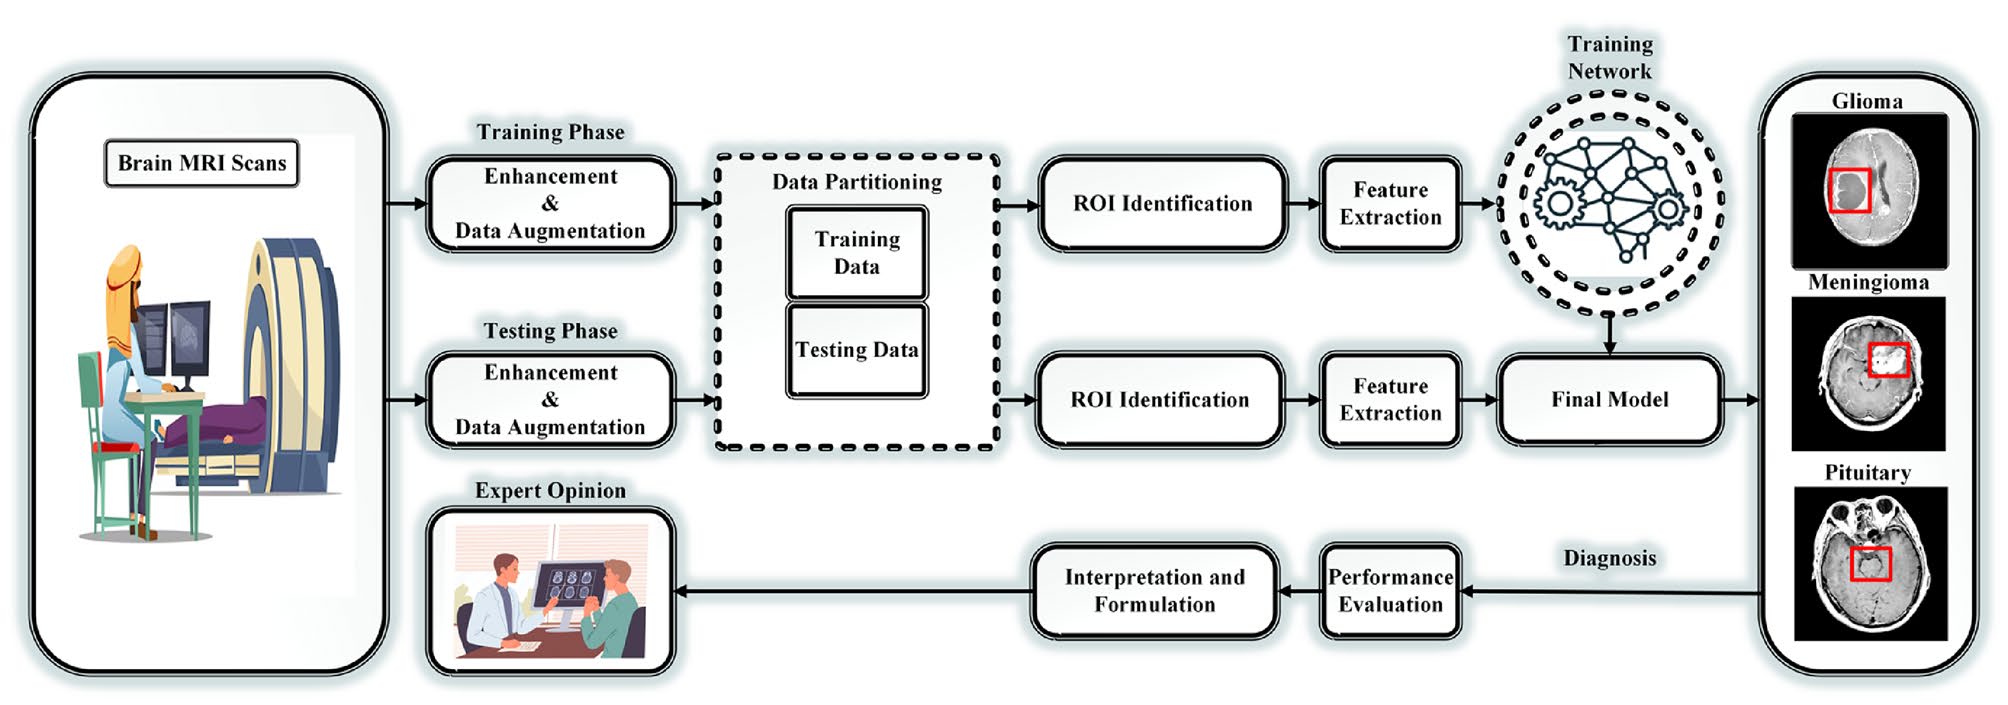 Brain MRI Scans
Training Phase
Enhancement
&
Data Augmentation
Testing Phase
Enhancement
&
Data Augmentation
Data Partitioning
Training
Data
Testing Data
ROI Identification
Feature
Extraction
Training
Network
ROI Identification
Feature
Extraction
Final Model
Glioma
Meningioma
Pituitary
Diagnosis
Performance
Evaluation
Interpretation and
Formulation
Expert Opinion